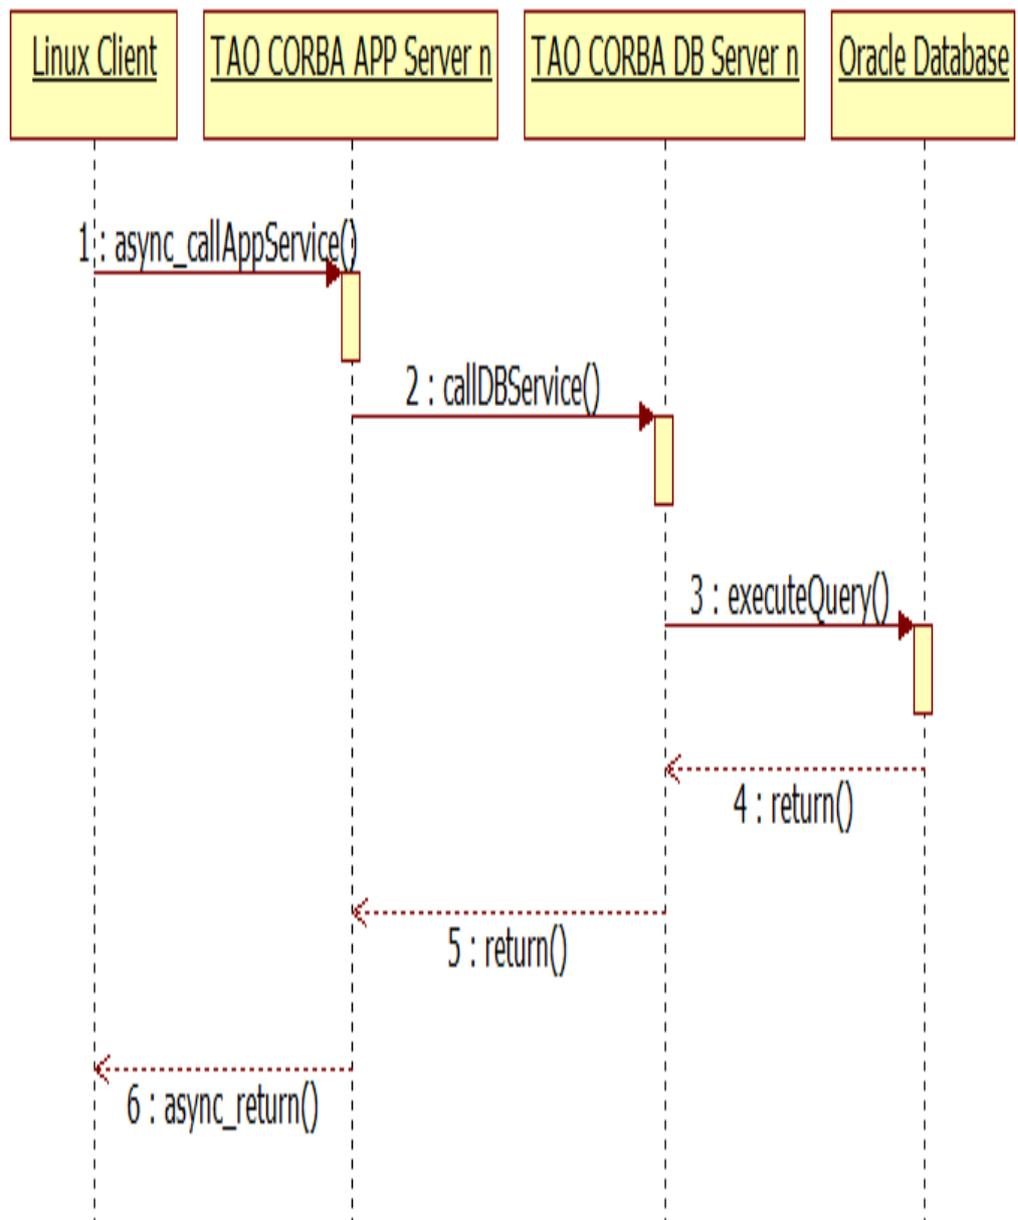 Linux Client
TAO CORBA APP Server n
TAO CORBA DB Server n
Oracle Database
1 : async_callAppService()
2 : callDBService()
3 : executeQuery()
4 : return()
5 : return()
6 : async_return()